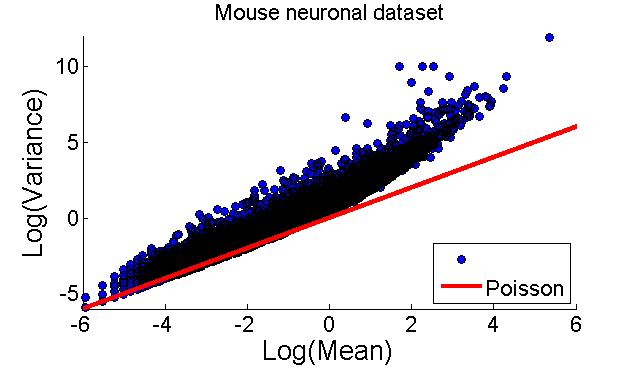 Mouse neuronal dataset
10
5
0
-5
Log(Variance)
Poisson
-6 -4 -2 0 2 4 6
Log(Mean)